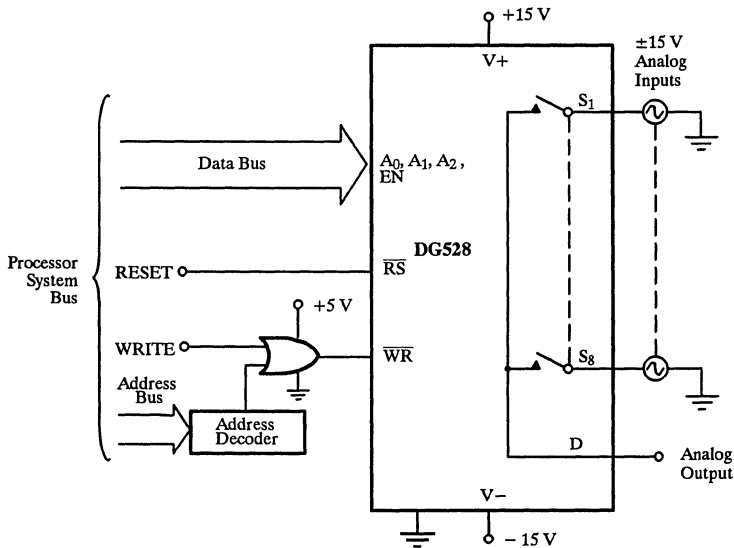 +15 V
±15 V
Analog
Inputs
V+
S1
Data Bus
A0, A1, A2,
EN
DG528
Processor
System
Bus
RESET
RS
+5 V
WRITE
WR
S8
Address
Bus
Address
Decoder
D
Analog
Output
V−
− 15 V